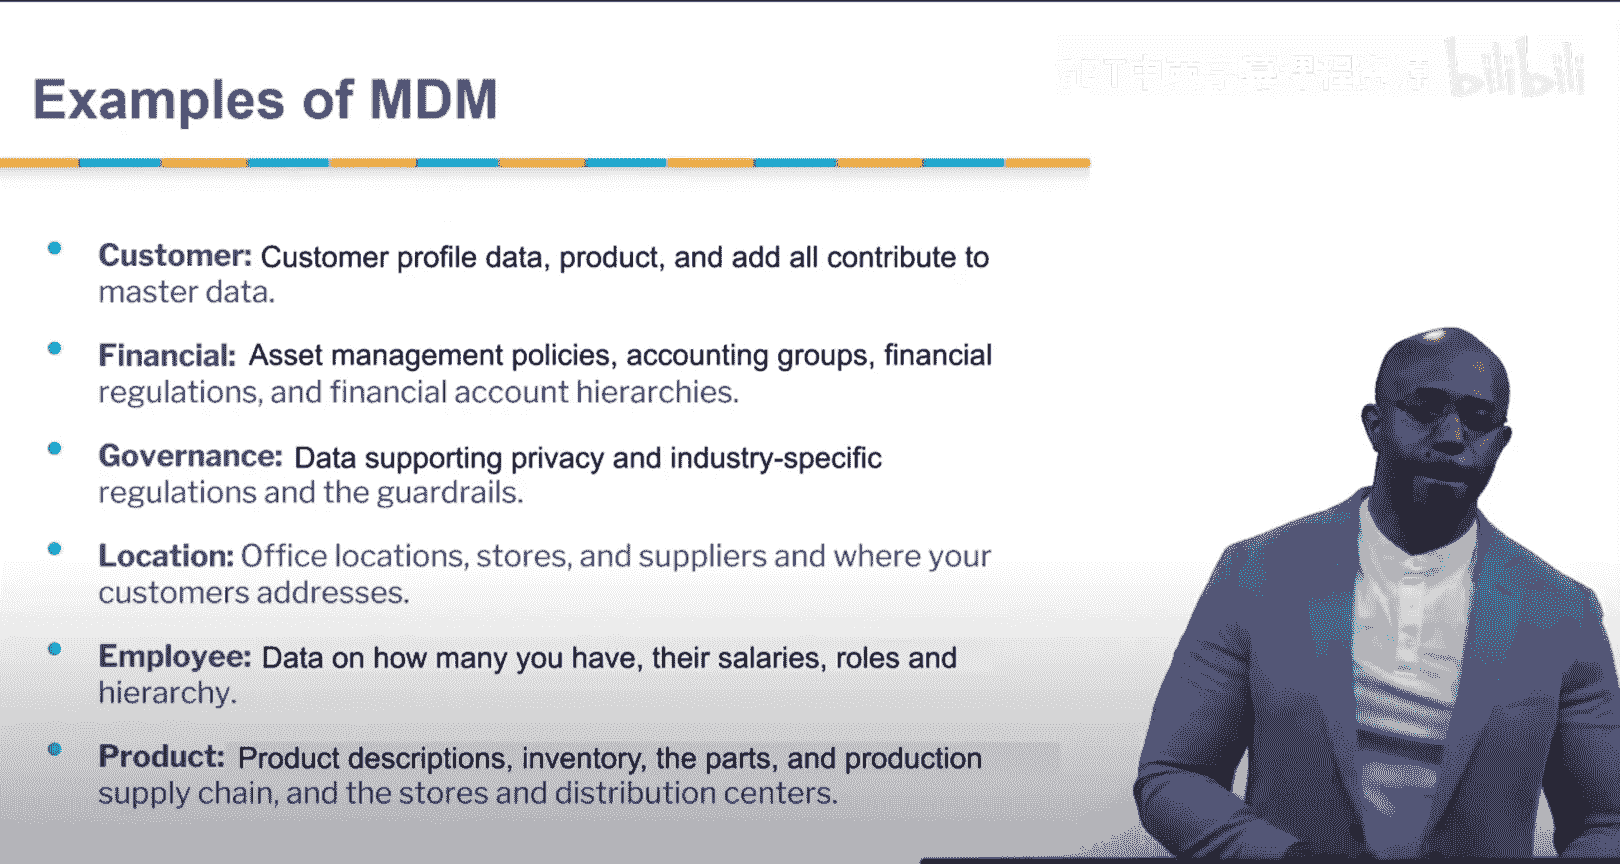 Examples of MDM
bilibili
Customer: Customer profile data, product, and add all contribute to
master data.
Financial: Asset management policies, accounting groups, financial
regulations, and financial account hierarchies.
Governance: Data supporting privacy and industry-specific
regulations and the guardrails.
Location: Office locations, stores, and suppliers and where your
customers addresses.
Employee: Data on how many you have, their salaries, roles and
hierarchy.
Product: Product descriptions, inventory, the parts, and production
supply chain, and the stores and distribution centers.